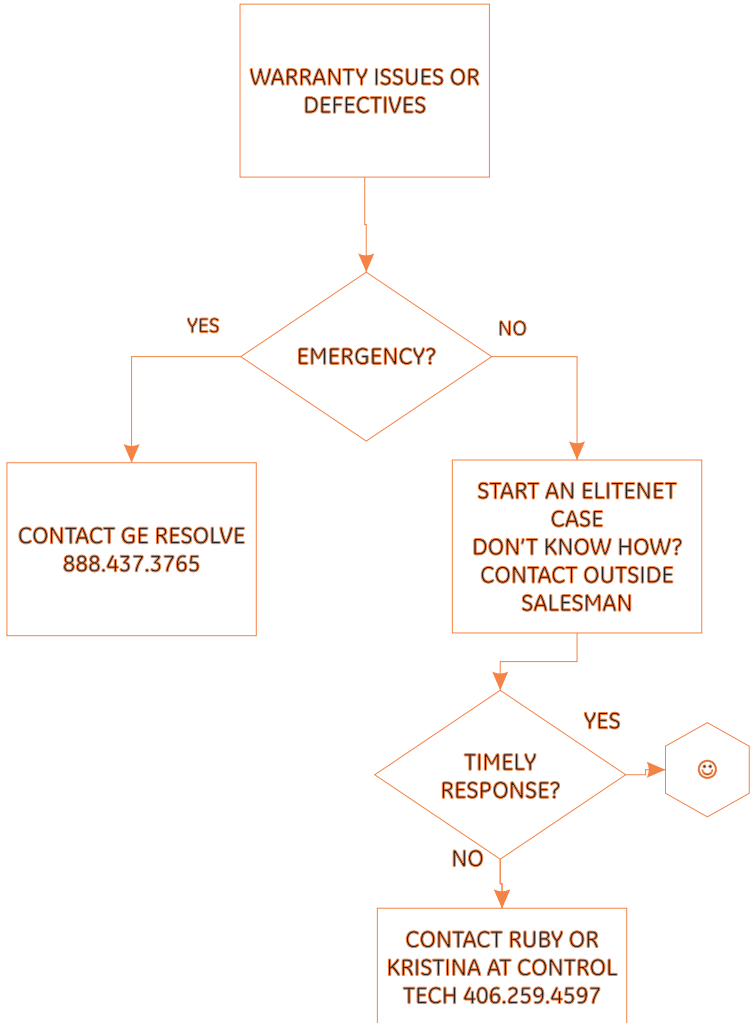 WARRANTY ISSUES OR
DEFECTIVES
YES
NO
EMERGENCY?
CONTACT GE RESOLVE
888.437.3765
START AN ELITENET
CASE
DON'T KNOW HOW?
CONTACT OUTSIDE
SALESMAN
YES
TIMELY
RESPONSE?
☺
NO
CONTACT RUBY OR
KRISTINA AT CONTROL
TECH 406.259.4597